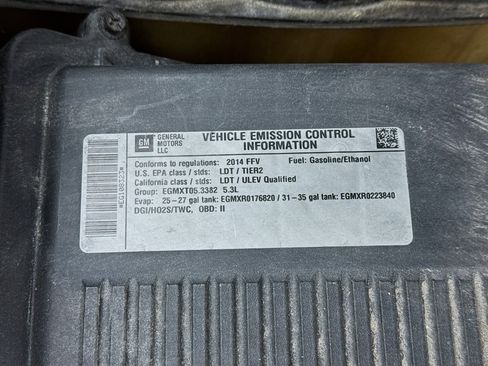 GM
GENERAL MOTORS LLC
VEHICLE EMISSION CONTROL
INFORMATION
Conforms to regulations: 2014 FFV Fuel: Gasoline/Ethanol
U.S. EPA class / stds: LDT / TIER2
California class / stds: LDT / ULEV Qualified
Group: EGMXT05.3382 5.3L
Evap: 25-27 gal tank: EGMXR0176820 / 31-35 gal tank: EGMXR0223840
DGI/HO2S/TWC, OBD: II